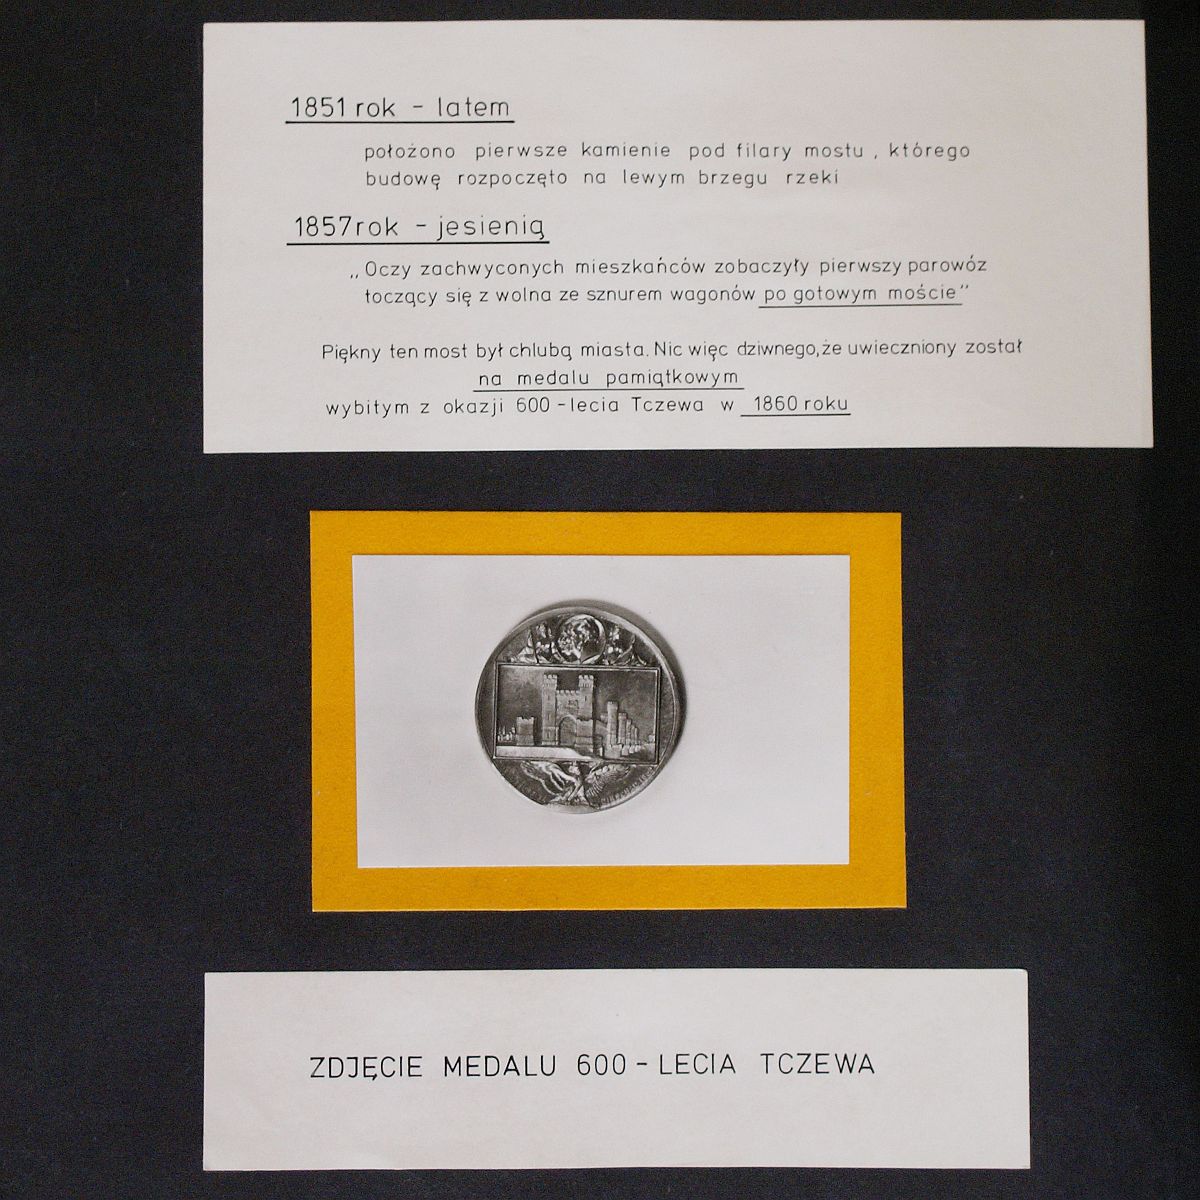 1851 rok - latem
położono pierwsze kamienie pod filary mostu , którego
budowę rozpoczęto na lewym brzegu rzeki
1857 rok - jesienią
„Oczy zachwyconych mieszkańców zobaczyły pierwszy parowóz
toczący się z wolna ze sznurem wagonów po gotowym moście"
Piękny ten most był chlubą miasta. Nic więc dziwnego, że uwieczniony został
na medalu pamiątkowym
wybitym z okazji 600-lecia Tczewa w 1860 roku
ZDJĘCIE MEDALU 600-LECIA TCZEWA